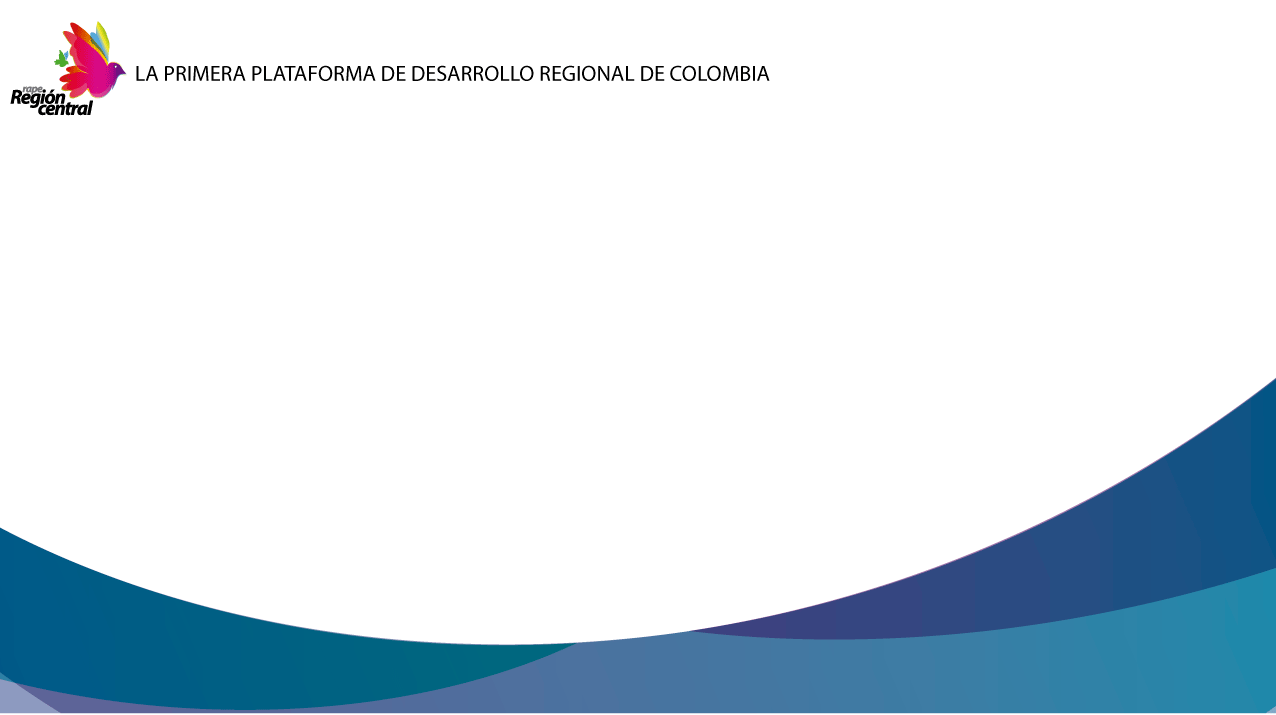 rape
Región
central
LA PRIMERA PLATAFORMA DE DESARROLLO REGIONAL DE COLOMBIA